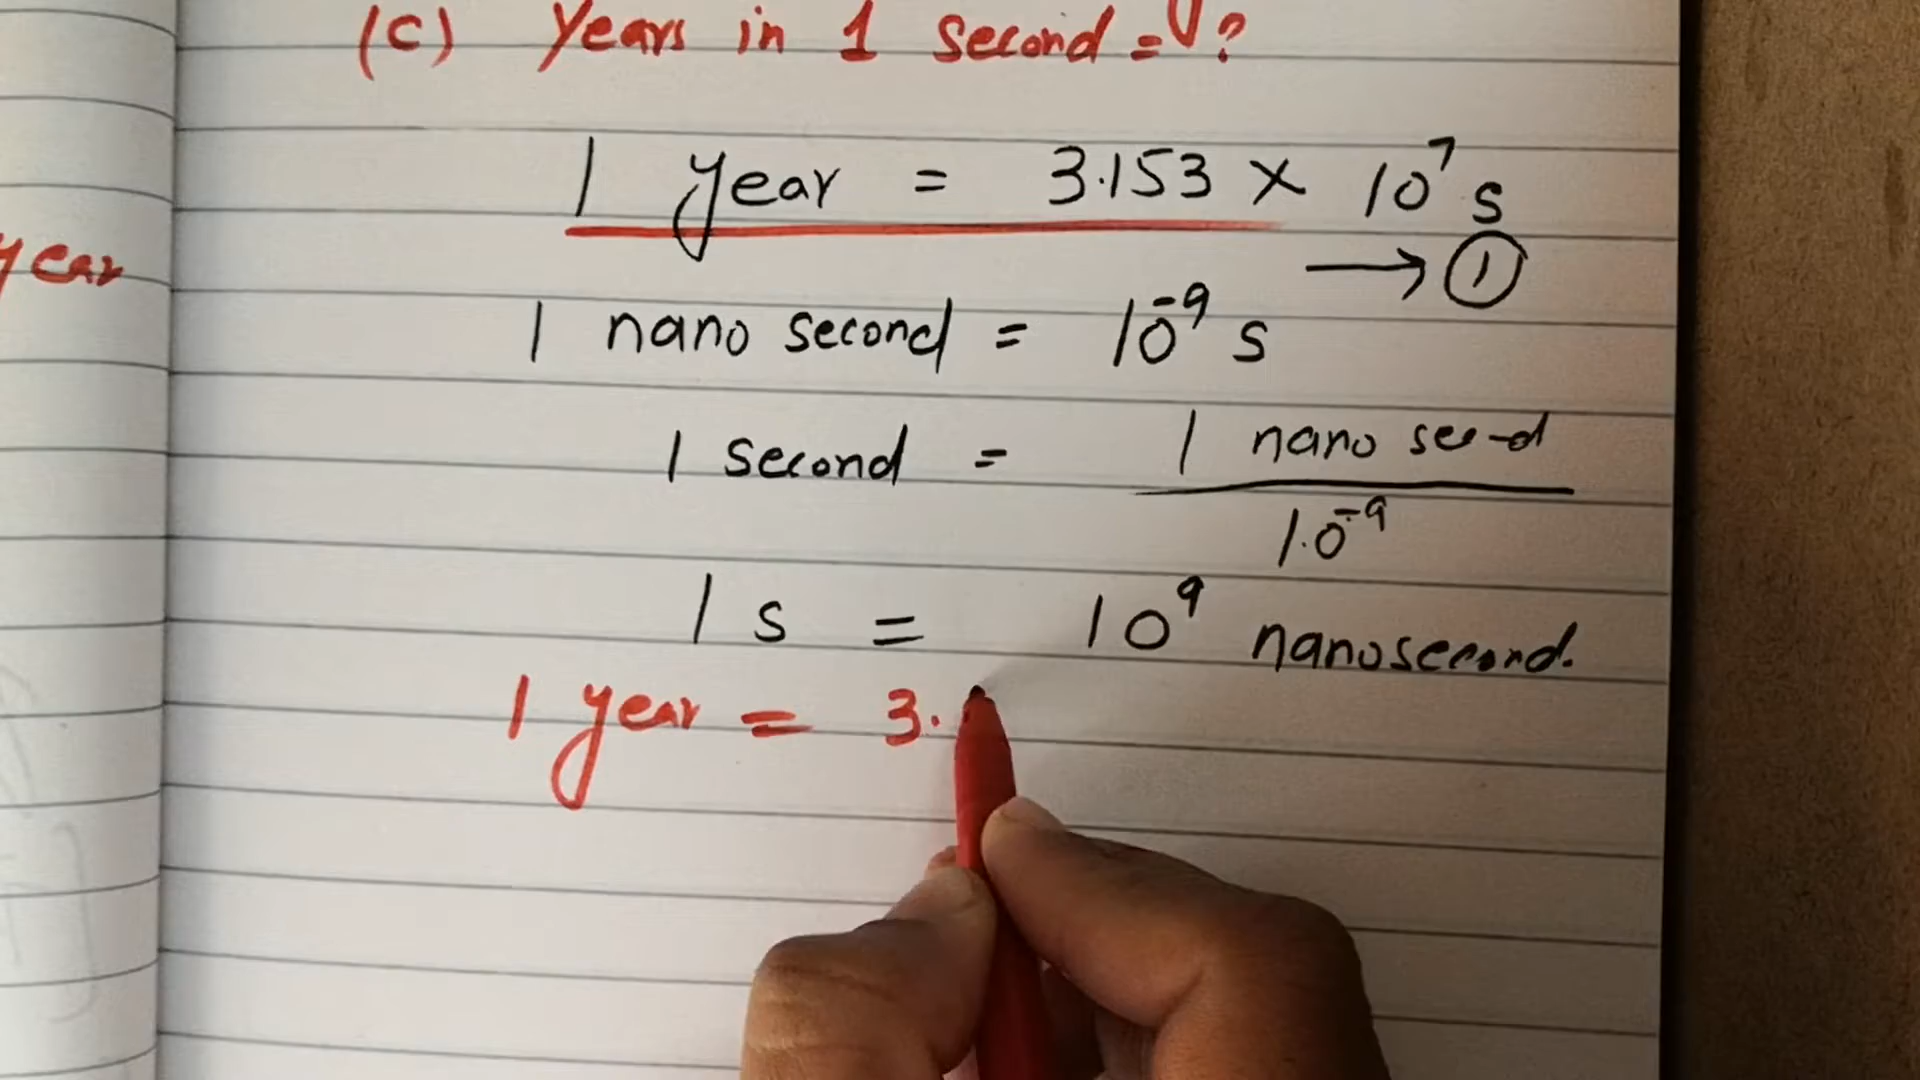 (c) Years in 1 second = ?
1 year = 3.153 × 10⁷ s
year
→ ①
1 nano second = 10⁻⁹ s
1 second = 1 nano second / 10⁻⁹
1 s = 10⁹ nanosecond.
1 year = 3.